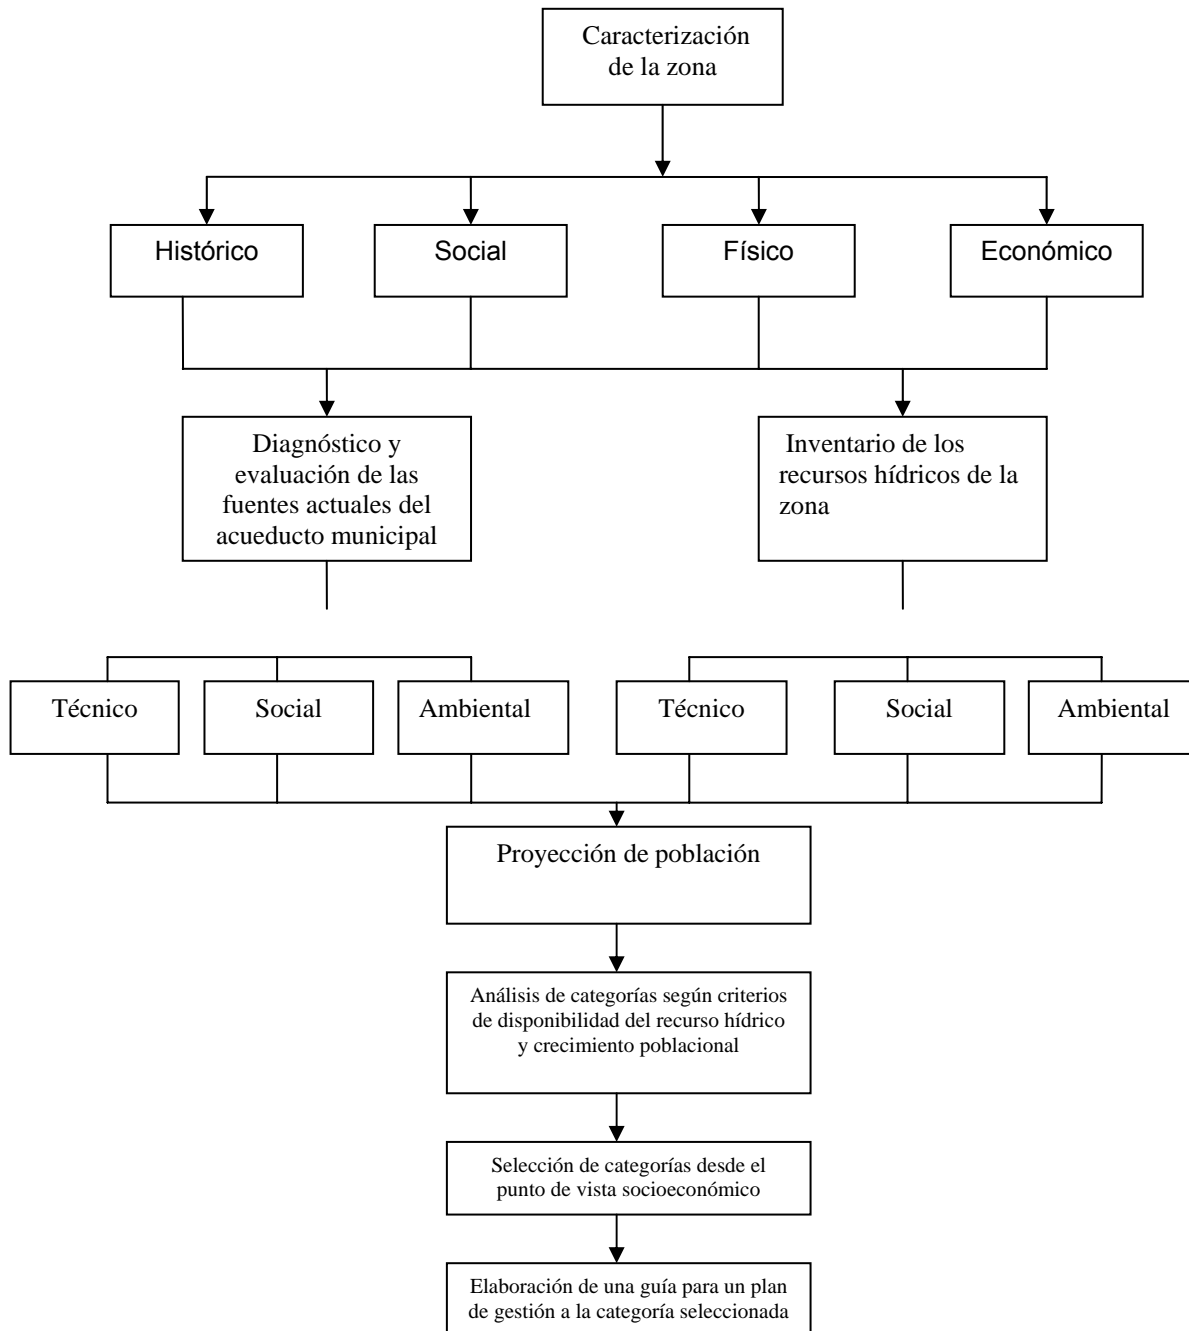 Caracterización
de la zona
Histórico
Social
Físico
Económico
Diagnóstico y
evaluación de las
fuentes actuales del
acueducto municipal
Inventario de los
recursos hídricos de la
zona
Técnico
Social
Ambiental
Técnico
Social
Ambiental
Proyección de población
Análisis de categorías según criterios
de disponibilidad del recurso hídrico
y crecimiento poblacional
Selección de categorías desde el
punto de vista socioeconómico
Elaboración de una guía para un plan
de gestión a la categoría seleccionada